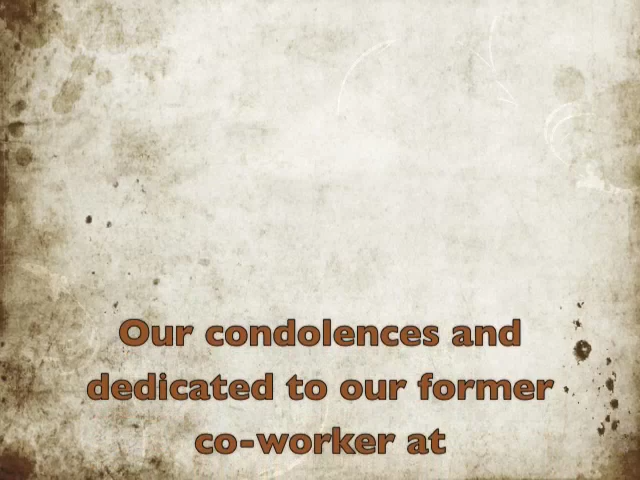 Our condolences and
dedicated to our former
co-worker at